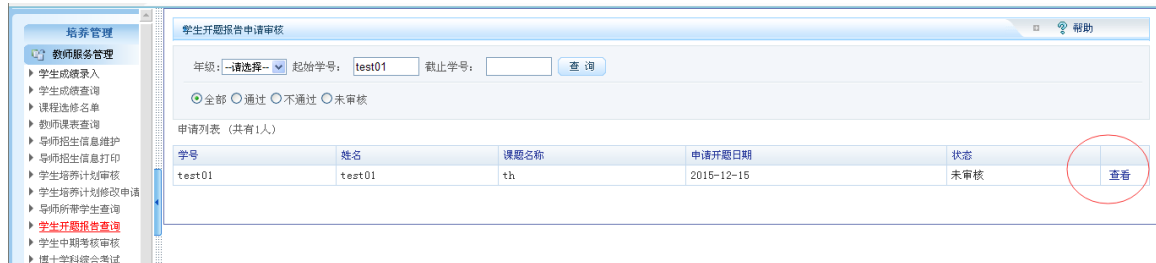 培养管理
教师服务管理
学生成绩录入
学生成绩查询
课程选修名单
教师课表查询
导师招生信息维护
导师招生信息打印
学生培养计划审核
学生培养计划修改申请
导师所带学生查询
学生开题报告查询
学生中期考核审核
博士学科综合考试
学生开题报告申请审核
帮助
年级: --请选择-- 起始学号: test01 截止学号: 查 询
全部 通过 不通过 未审核
申请列表 (共有1人)
学号 姓名 课题名称 申请开题日期 状态
test01 test01 th 2015-12-15 未审核 查看